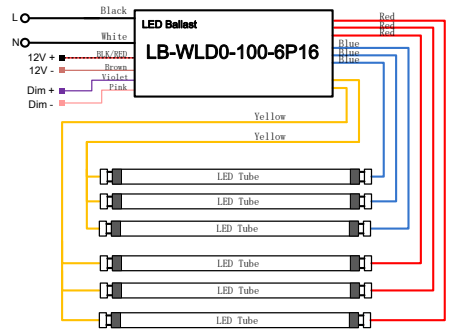 L
Black
LED Ballast
Red
Red
Red
N
White
LB-WLD0-100-6P16
Blue
Blue
Blue
12V +
BLK/RED
12V -
Brown
Violet
Dim +
Pink
Dim -
Yellow
Yellow
LED Tube
LED Tube
LED Tube
LED Tube
LED Tube
LED Tube